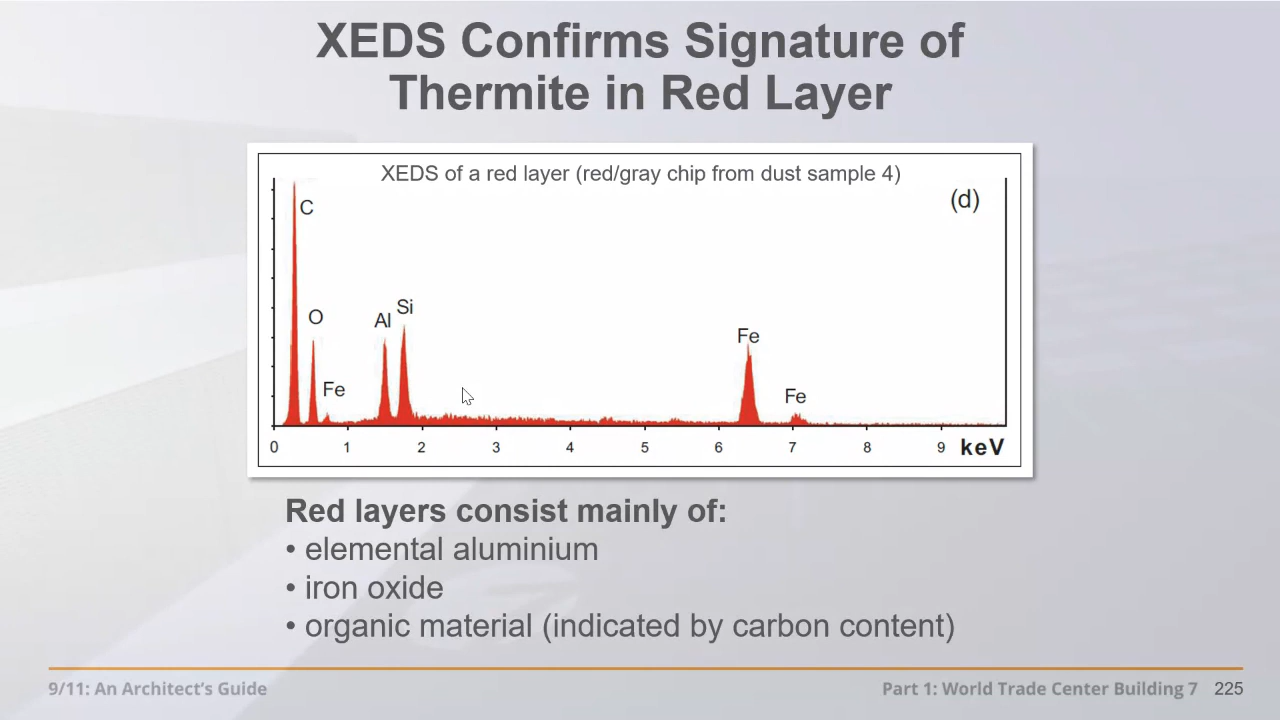 XEDS Confirms Signature of
Thermite in Red Layer
XEDS of a red layer (red/gray chip from dust sample 4)
(d)
C
O
Fe
Al
Si
Fe
Fe
0 1 2 3 4 5 6 7 8 9 keV
Red layers consist mainly of:
• elemental aluminium
• iron oxide
• organic material (indicated by carbon content)
9/11: An Architect's Guide
Part 1: World Trade Center Building 7 225